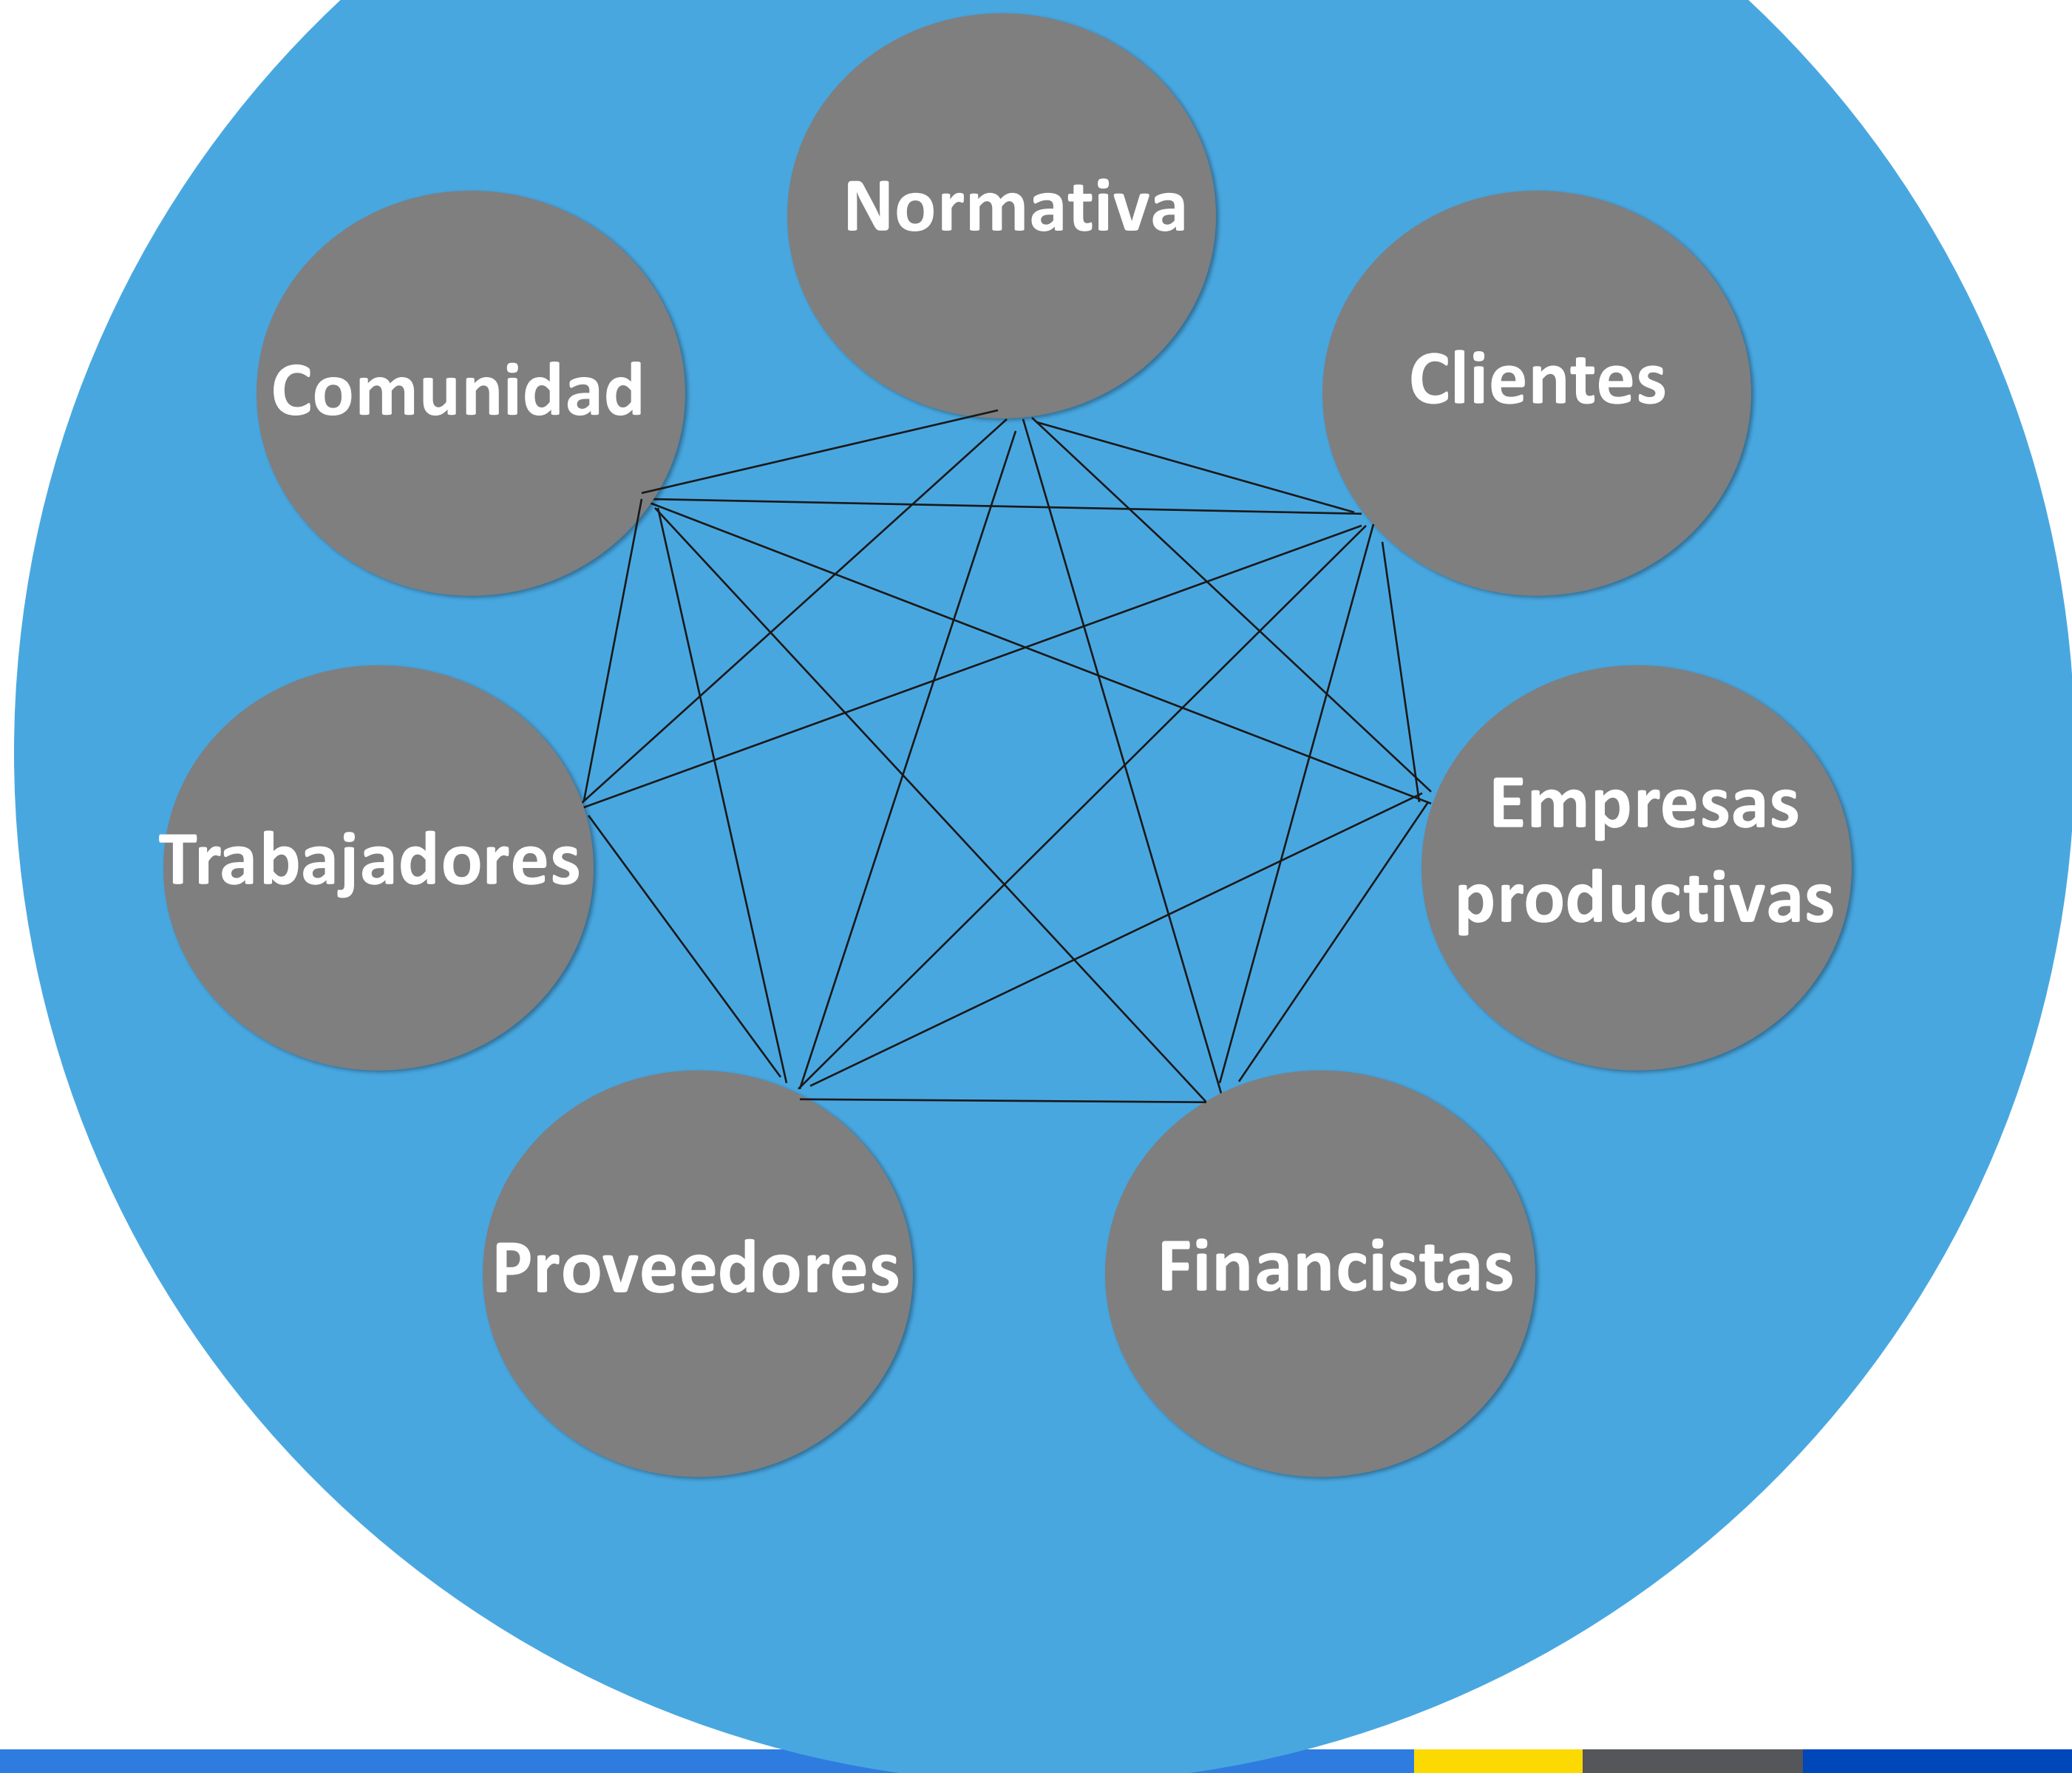 Normativa
Comunidad
Clientes
Trabajadores
Empresas
productivas
Proveedores
Financistas